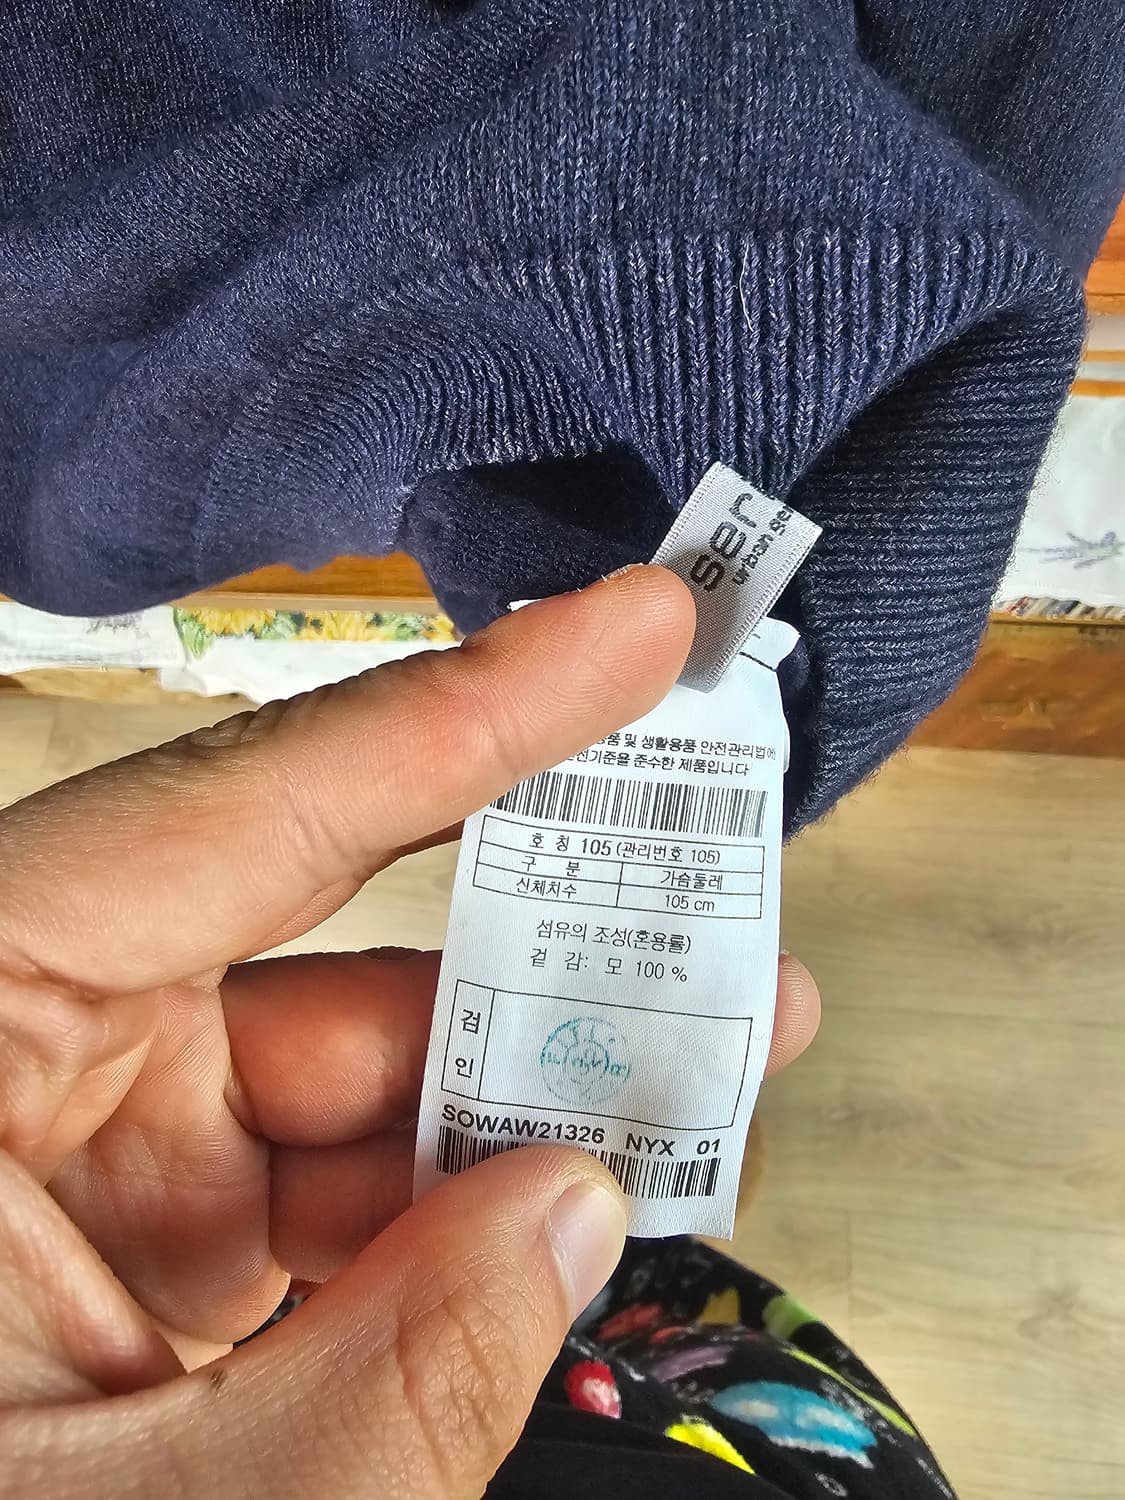 품 및 생활용품 안전관리법에
전기준을 준수한 제품입니다
호 칭 105 (관리번호 105)
구 분 가슴둘레
신체치수 105 cm
섬유의 조성(혼용률)
겉 감: 모 100 %
검
인
SOWAW21326 NYX 01